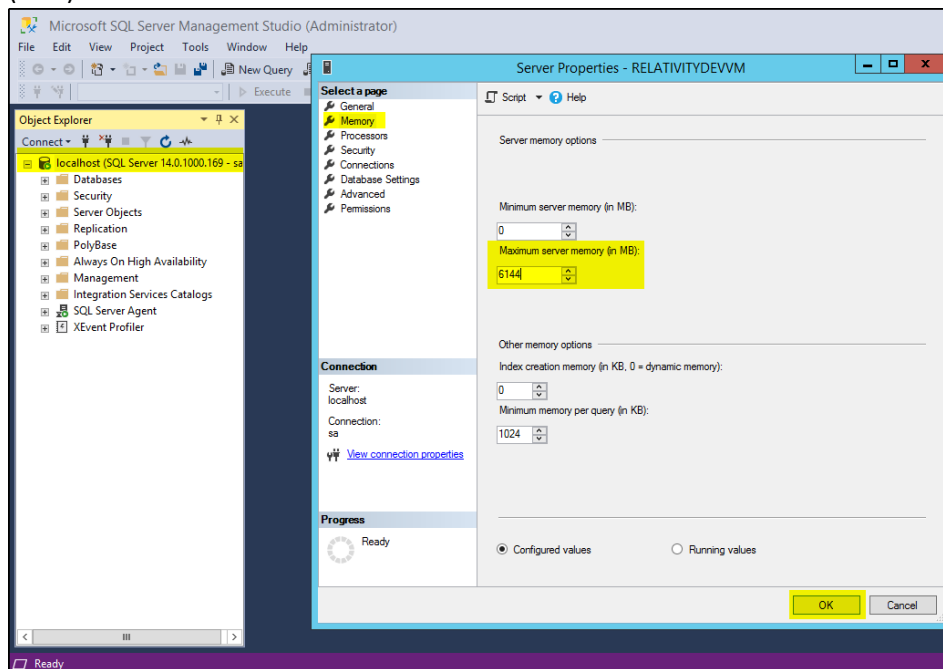 Microsoft SQL Server Management Studio (Administrator)
File Edit View Project Tools Window Help
New Query
Execute
Object Explorer
Connect
localhost (SQL Server 14.0.1000.169 - sa
Databases
Security
Server Objects
Replication
PolyBase
Always On High Availability
Management
Integration Services Catalogs
SQL Server Agent
XEvent Profiler
Ready
Server Properties - RELATIVITYDEVVM
Select a page
General
Memory
Processors
Security
Connections
Database Settings
Advanced
Permissions
Connection
Server:
localhost
Connection:
sa
View connection properties
Progress
Ready
Script Help
Server memory options
Minimum server memory (in MB):
0
Maximum server memory (in MB):
6144
Other memory options
Index creation memory (in KB, 0 = dynamic memory):
0
Minimum memory per query (in KB):
1024
Configured values Running values
OK Cancel